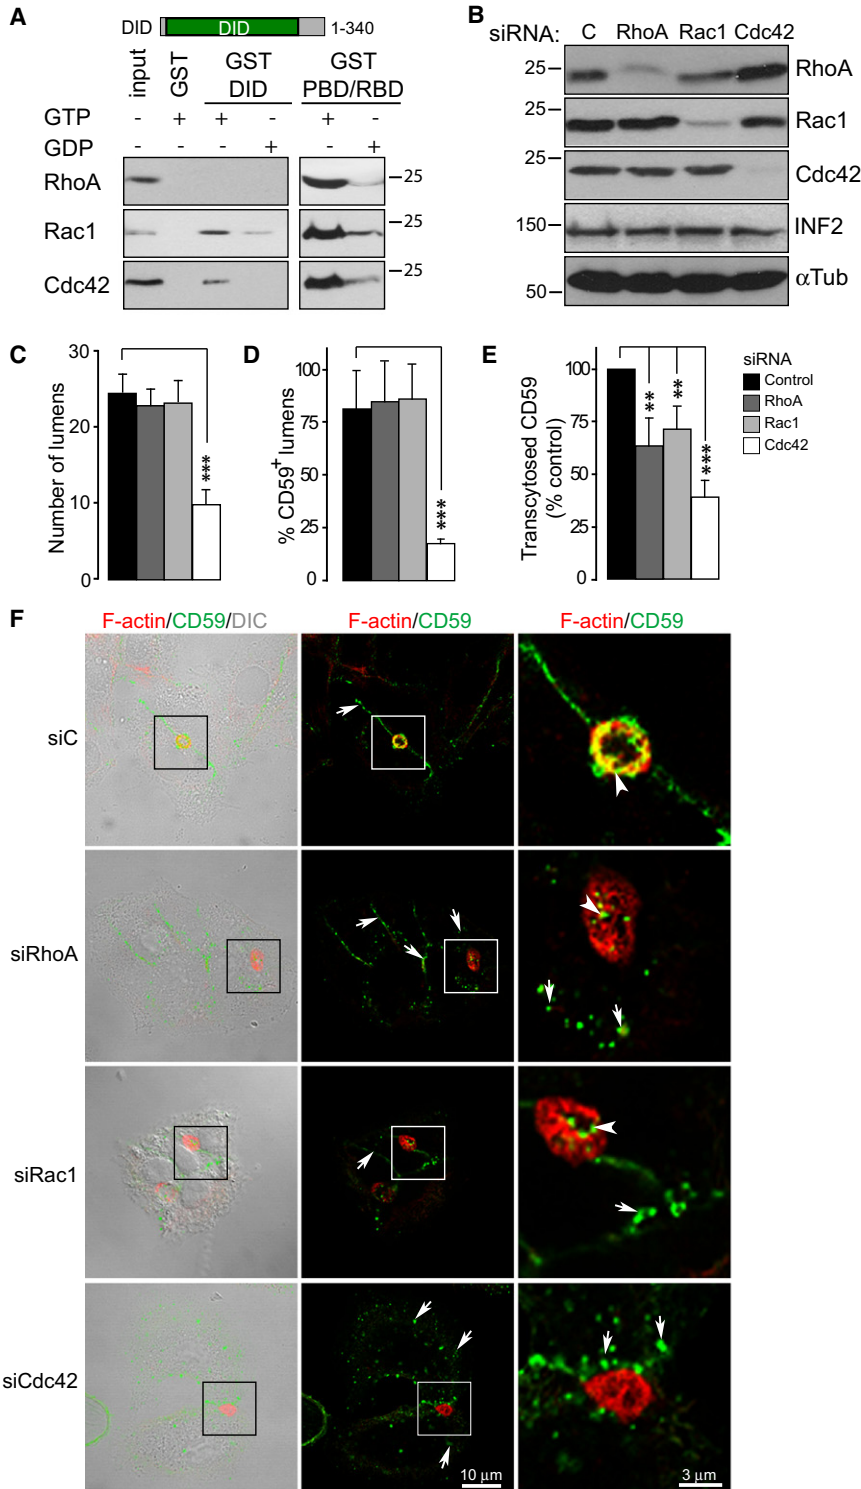 A
DID DID 1-340
input GST GST DID GST PBD/RBD
GTP - + + - + -
GDP - - - + - +
RhoA 25
Rac1 25
Cdc42 25
B
siRNA: C RhoA Rac1 Cdc42
25 RhoA
25 Rac1
25 Cdc42
150 INF2
50 αTub
C
Number of lumens
30
20
10
0
***
D
% CD59+ lumens
100
75
50
25
0
***
E
Transcytosed CD59
(% control)
100
75
50
25
0
**
**
***
siRNA
Control
RhoA
Rac1
Cdc42
F
F-actin/CD59/DIC F-actin/CD59 F-actin/CD59
siC
siRhoA
siRac1
siCdc42
10 μm 3 μm